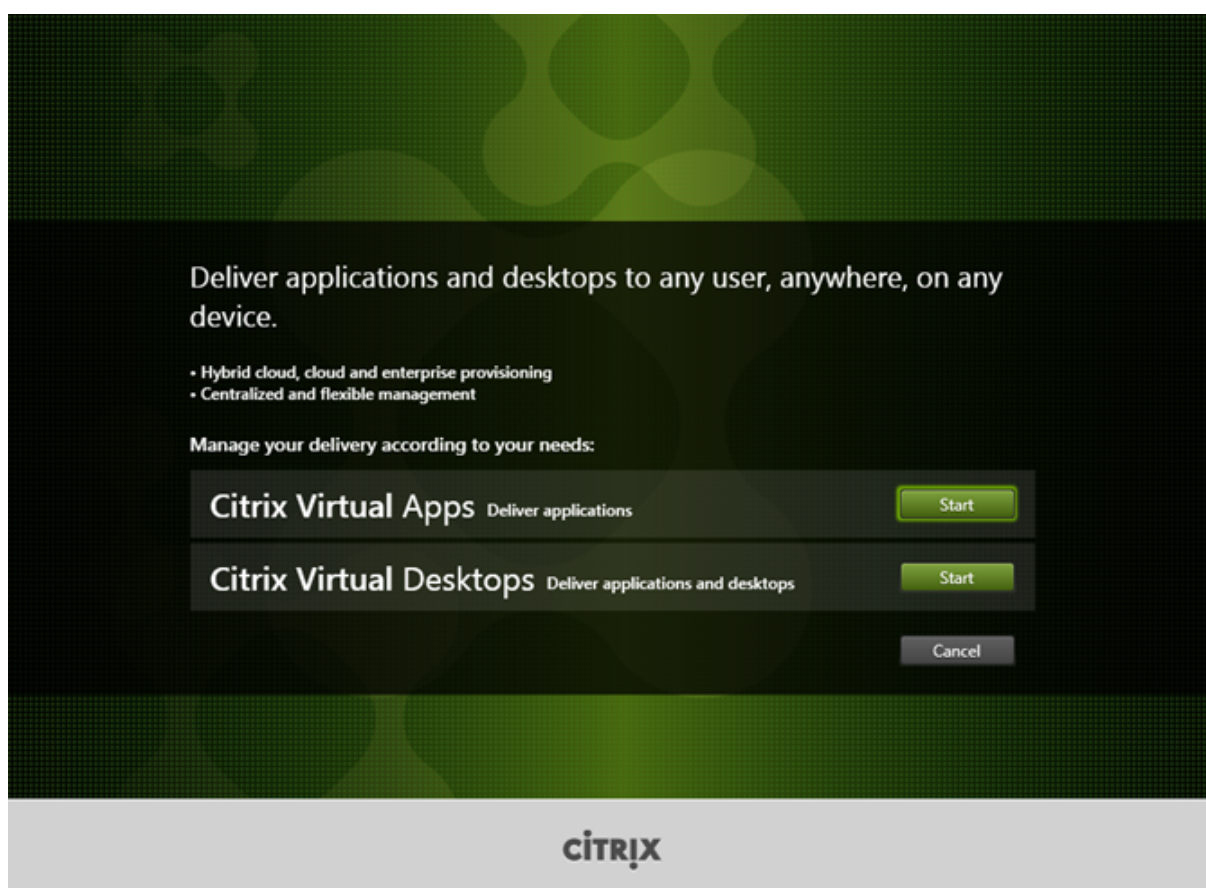 Deliver applications and desktops to any user, anywhere, on any
device.
• Hybrid cloud, cloud and enterprise provisioning
• Centralized and flexible management
Manage your delivery according to your needs:
Citrix Virtual Apps Deliver applications Start
Citrix Virtual Desktops Deliver applications and desktops Start
Cancel
CİTRỊX